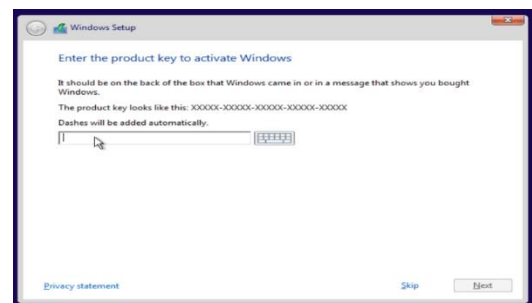 Windows Setup
Enter the product key to activate Windows
It should be on the back of the box that Windows came in or in a message that shows you bought
Windows.
The product key looks like this: XXXXX-XXXXX-XXXXX-XXXXX-XXXXX
Dashes will be added automatically.
Privacy statement
Skip
Next